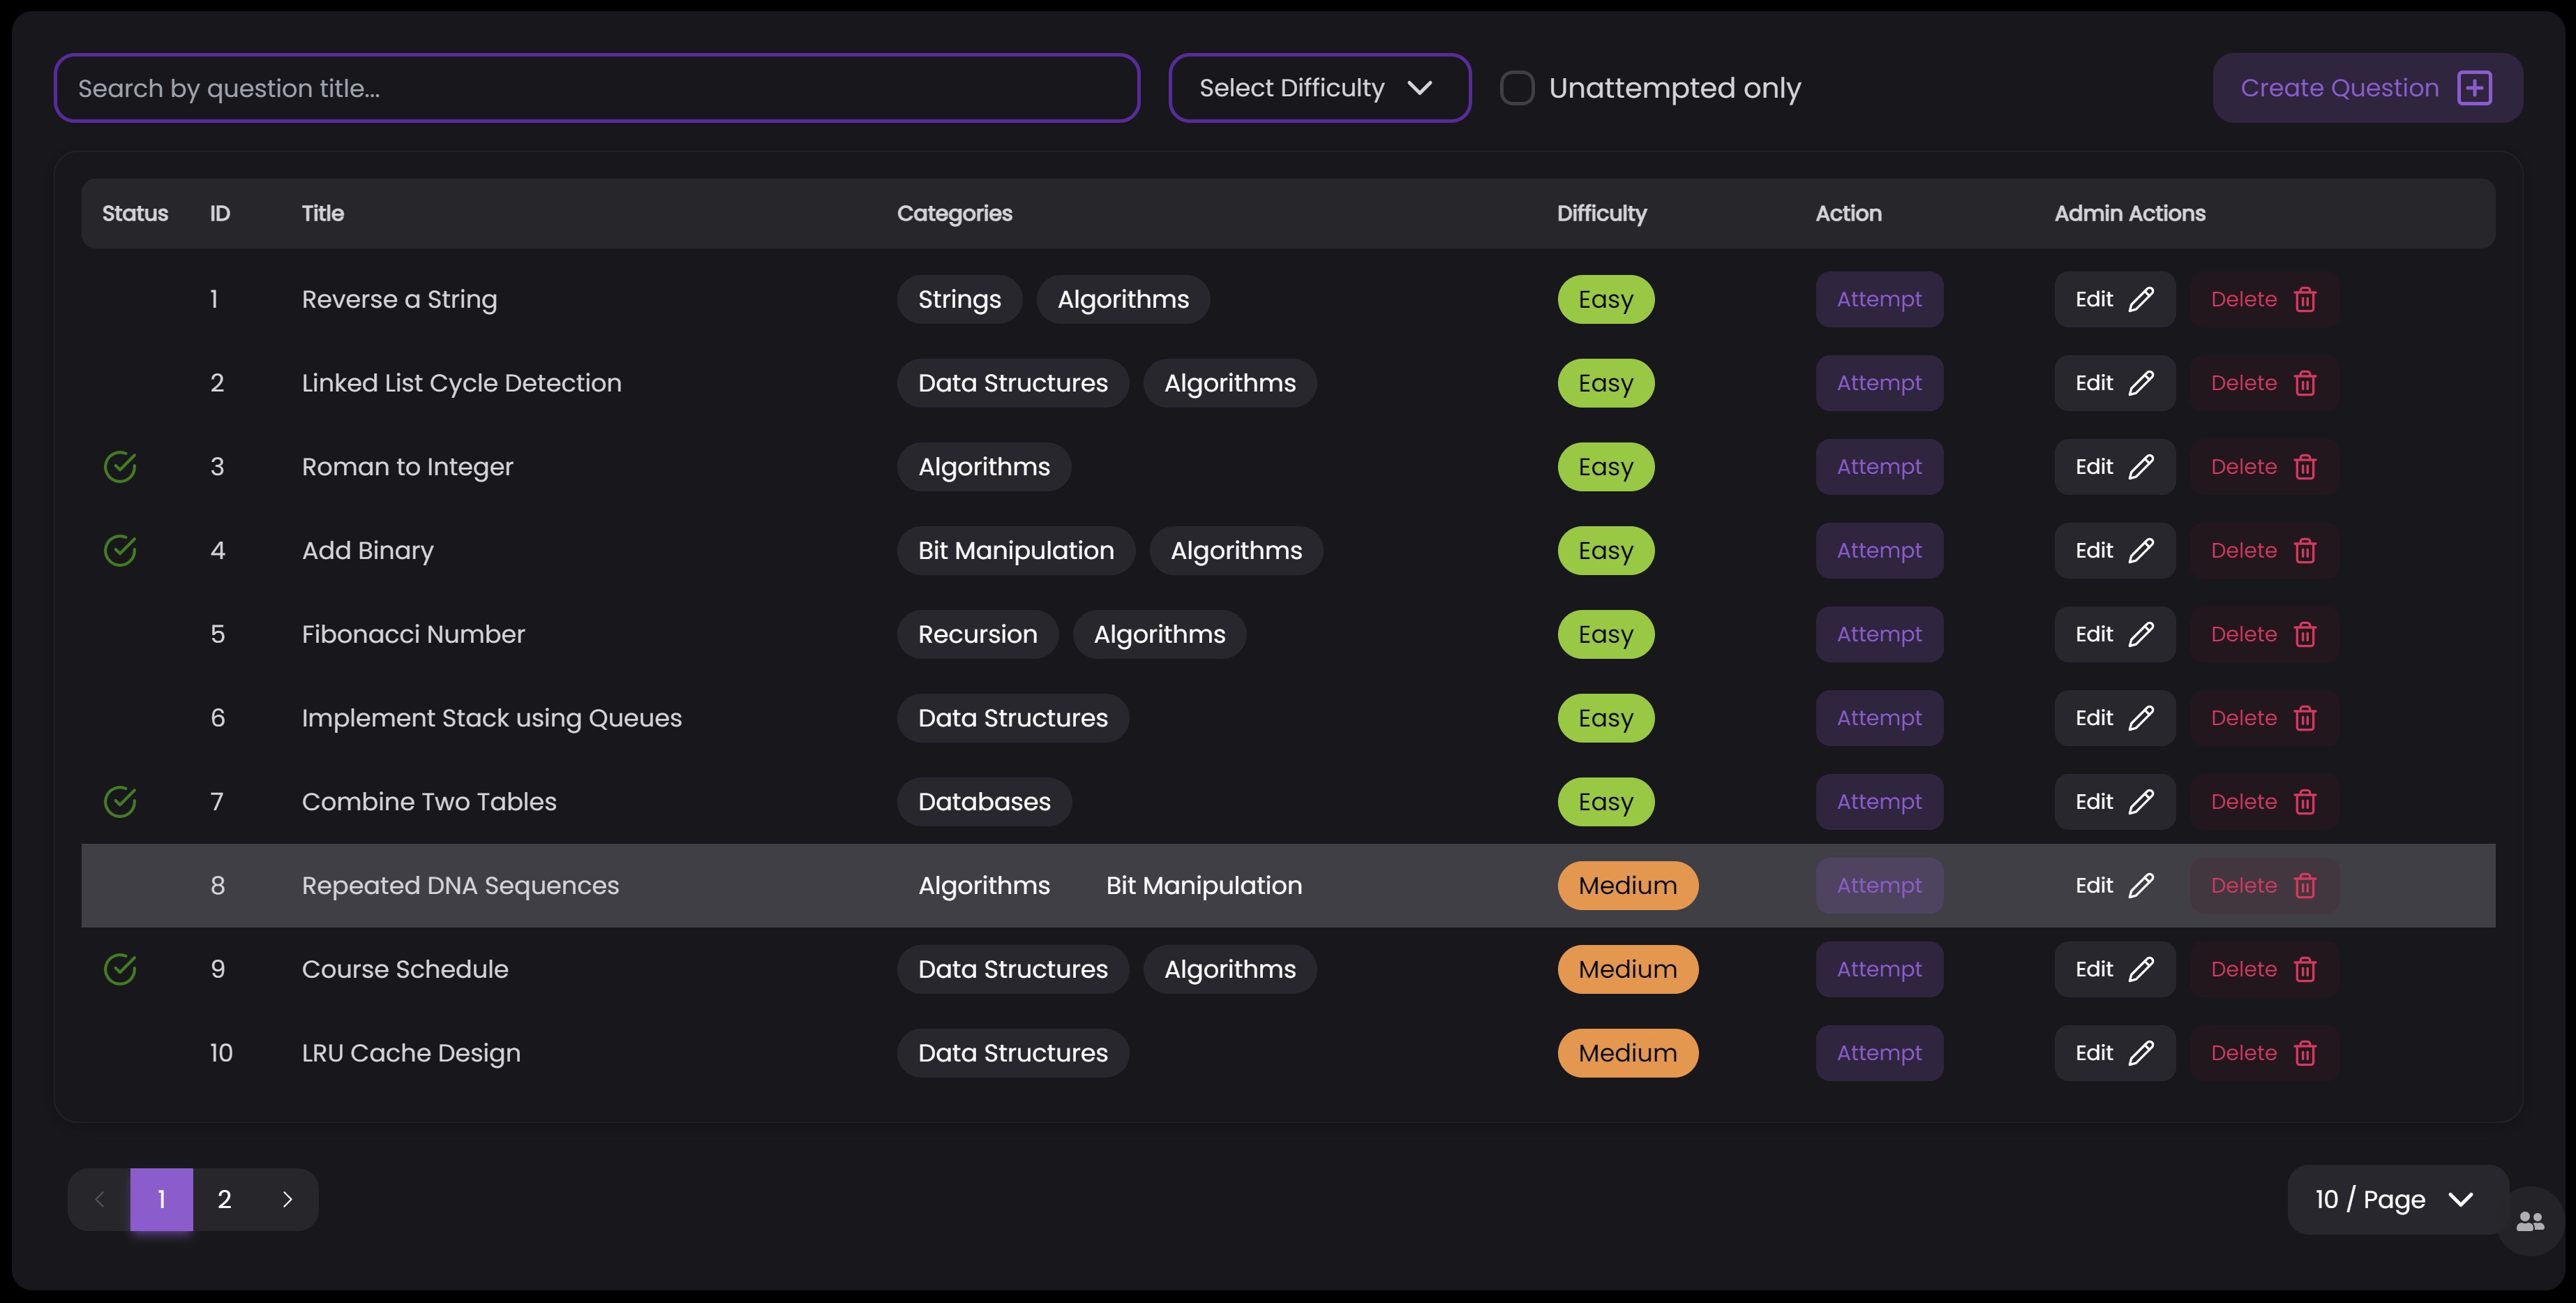 Search by question title... Select Difficulty Unattempted only Create Question
Status ID Title Categories Difficulty Action Admin Actions
1 Reverse a String Strings Algorithms Easy Attempt Edit Delete
2 Linked List Cycle Detection Data Structures Algorithms Easy Attempt Edit Delete
3 Roman to Integer Algorithms Easy Attempt Edit Delete
4 Add Binary Bit Manipulation Algorithms Easy Attempt Edit Delete
5 Fibonacci Number Recursion Algorithms Easy Attempt Edit Delete
6 Implement Stack using Queues Data Structures Easy Attempt Edit Delete
7 Combine Two Tables Databases Easy Attempt Edit Delete
8 Repeated DNA Sequences Algorithms Bit Manipulation Medium Attempt Edit Delete
9 Course Schedule Data Structures Algorithms Medium Attempt Edit Delete
10 LRU Cache Design Data Structures Medium Attempt Edit Delete
1 2 10 / Page